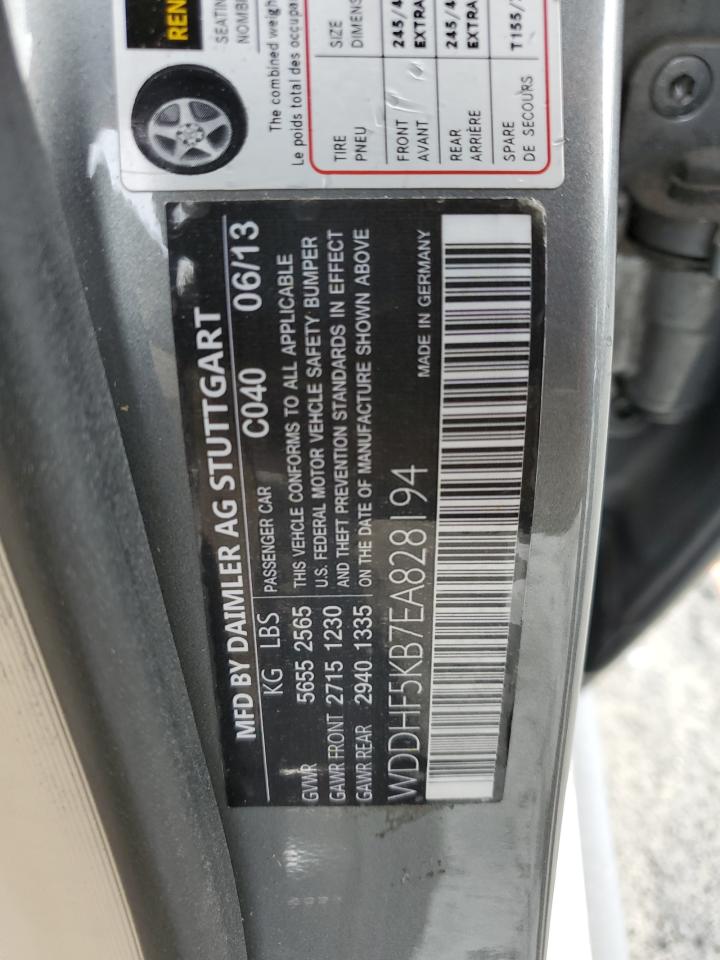 REN
SEATIN
NOMBR
The combined weigh
Le poids total des occupa
TIRE
PNEU
SIZE
DIMENS
FRONT
AVANT
245/4
EXTRA
REAR
ARRIÈRE
245/4
EXTRA
SPARE
DE SECOURS
T155/
MFD BY DAIMLER AG STUTTGART
KG LBS
C040 06/13
GVWR 5655 2565
GAWR FRONT 2715 1230
GAWR REAR 2940 1335
PASSENGER CAR
THIS VEHICLE CONFORMS TO ALL APPLICABLE
U.S. FEDERAL MOTOR VEHICLE SAFETY BUMPER
AND THEFT PREVENTION STANDARDS IN EFFECT
ON THE DATE OF MANUFACTURE SHOWN ABOVE
WDDHF5KB7EA828194
MADE IN GERMANY